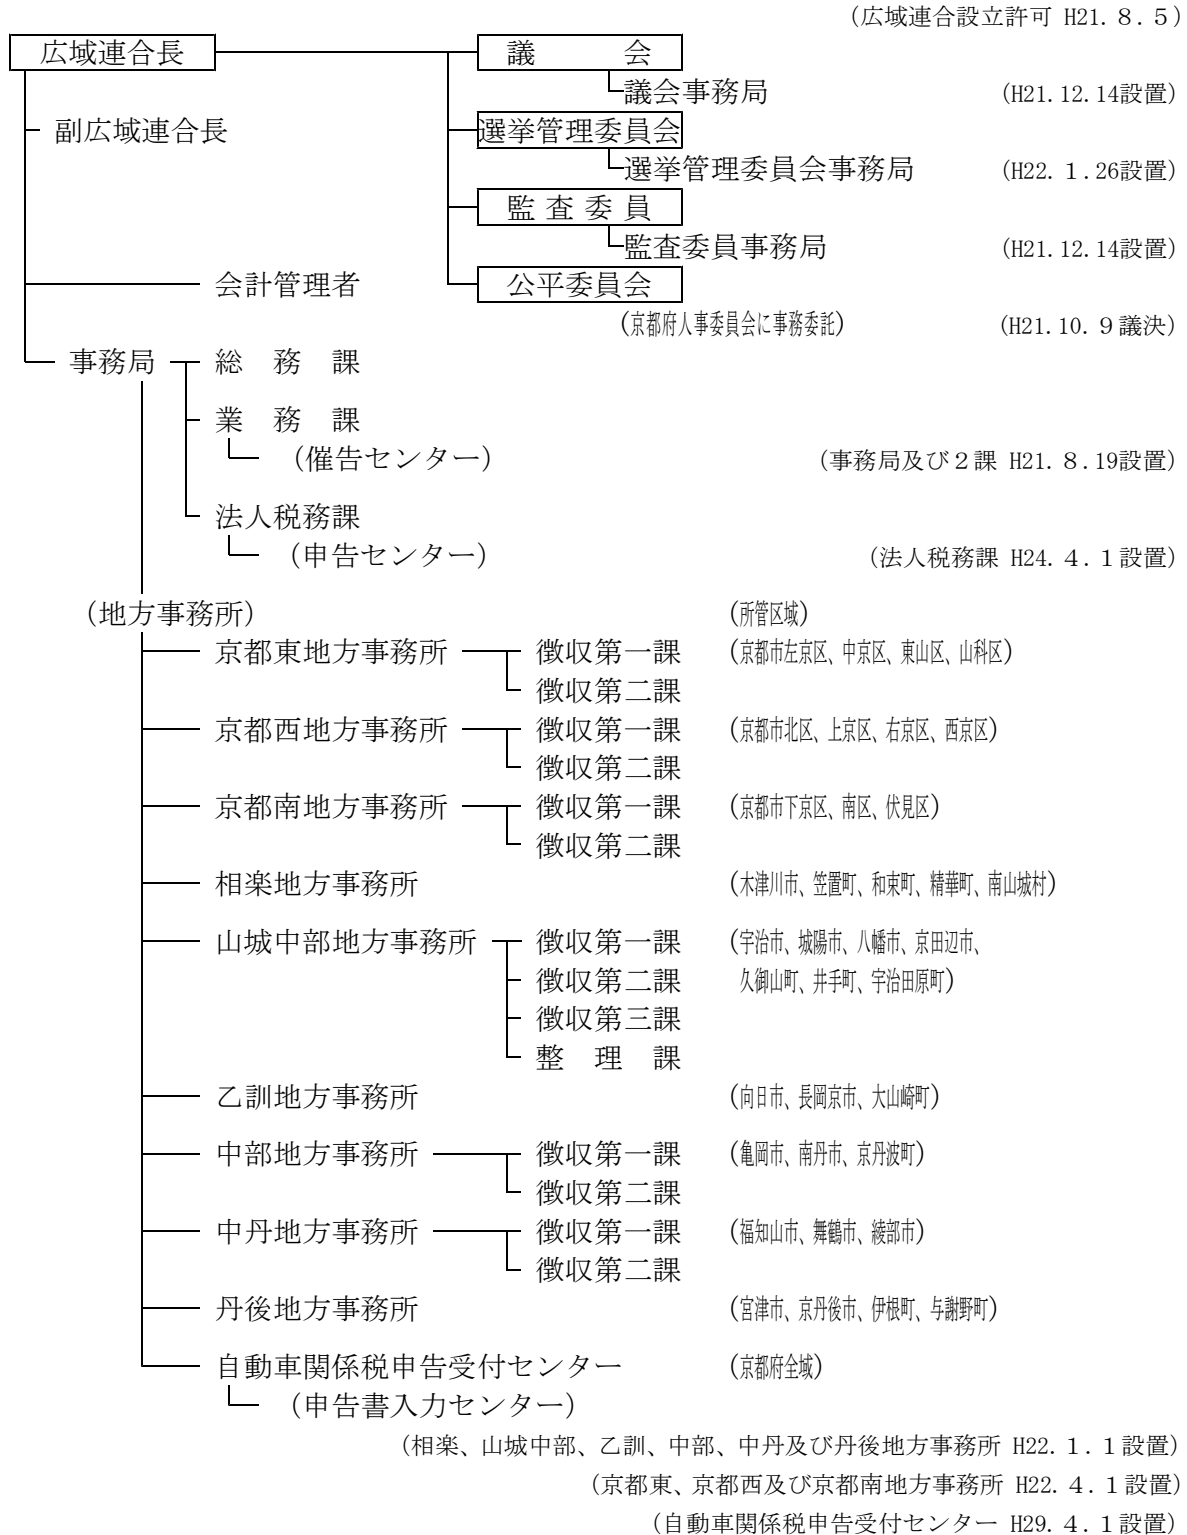 (広域連合設立許可 H21.８.５)
広域連合長 議　　　会
議会事務局 (H21.12.14設置)
副広域連合長 選挙管理委員会
選挙管理委員会事務局 (H22.１.26設置)
監 査 委 員
監査委員事務局 (H21.12.14設置)
会計管理者 公平委員会
(京都府人事委員会に事務委託) (H21.10.９議決)
事務局 総　務　課
業　務　課
(催告センター) (事務局及び２課 H21.８.19設置)
法人税務課
(申告センター) (法人税務課 H24.４.１設置)
(地方事務所) (所管区域)
京都東地方事務所 徴収第一課 (京都市左京区、中京区、東山区、山科区)
徴収第二課
京都西地方事務所 徴収第一課 (京都市北区、上京区、右京区、西京区)
徴収第二課
京都南地方事務所 徴収第一課 (京都市下京区、南区、伏見区)
徴収第二課
相楽地方事務所 (木津川市、笠置町、和束町、精華町、南山城村)
山城中部地方事務所 徴収第一課 (宇治市、城陽市、八幡市、京田辺市、
徴収第二課 久御山町、井手町、宇治田原町)
徴収第三課
整　理　課
乙訓地方事務所 (向日市、長岡京市、大山崎町)
中部地方事務所 徴収第一課 (亀岡市、南丹市、京丹波町)
徴収第二課
中丹地方事務所 徴収第一課 (福知山市、舞鶴市、綾部市)
徴収第二課
丹後地方事務所 (宮津市、京丹後市、伊根町、与謝野町)
自動車関係税申告受付センター (京都府全域)
(申告書入力センター)
(相楽、山城中部、乙訓、中部、中丹及び丹後地方事務所 H22.１.１設置)
(京都東、京都西及び京都南地方事務所 H22.４.１設置)
(自動車関係税申告受付センター H29.４.１設置)